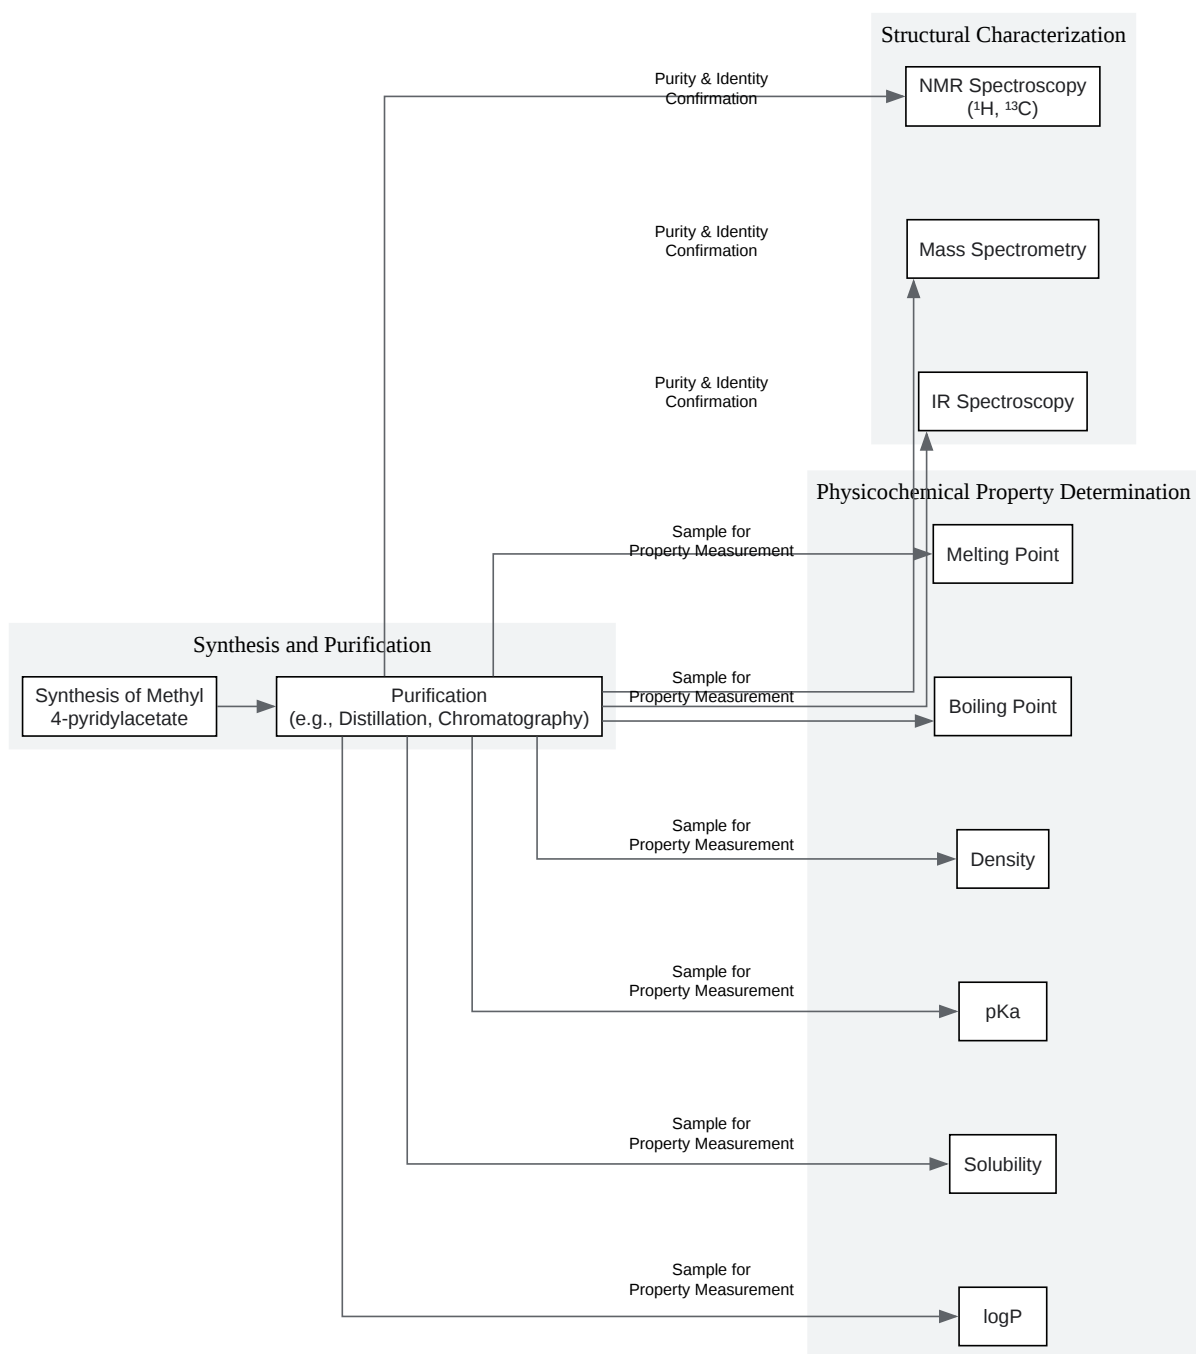 Structural Characterization
Purity & Identity
Confirmation
NMR Spectroscopy
(¹H, ¹³C)
Purity & Identity
Confirmation
Mass Spectrometry
Purity & Identity
Confirmation
IR Spectroscopy
Physicochemical Property Determination
Sample for
Property Measurement
Melting Point
Synthesis and Purification
Synthesis of Methyl
4-pyridylacetate
Purification
(e.g., Distillation, Chromatography)
Sample for
Property Measurement
Boiling Point
Sample for
Property Measurement
Density
Sample for
Property Measurement
pKa
Sample for
Property Measurement
Solubility
Sample for
Property Measurement
logP